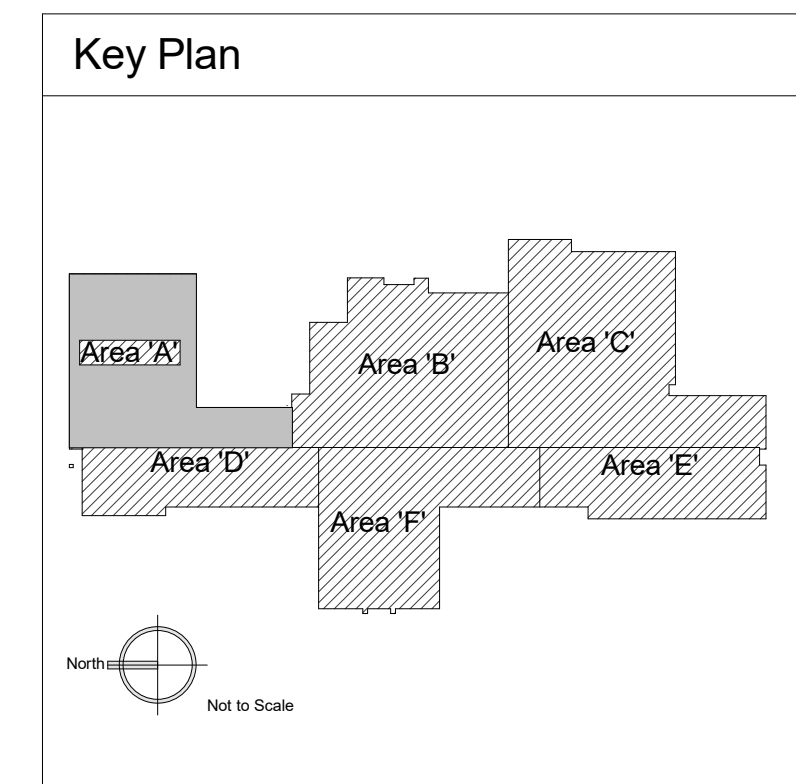 Key Plan
Area 'C'
Area 'A'
Area 'B'
Area 'D'
Area 'E'
Area 'F'
North
Not to Scale